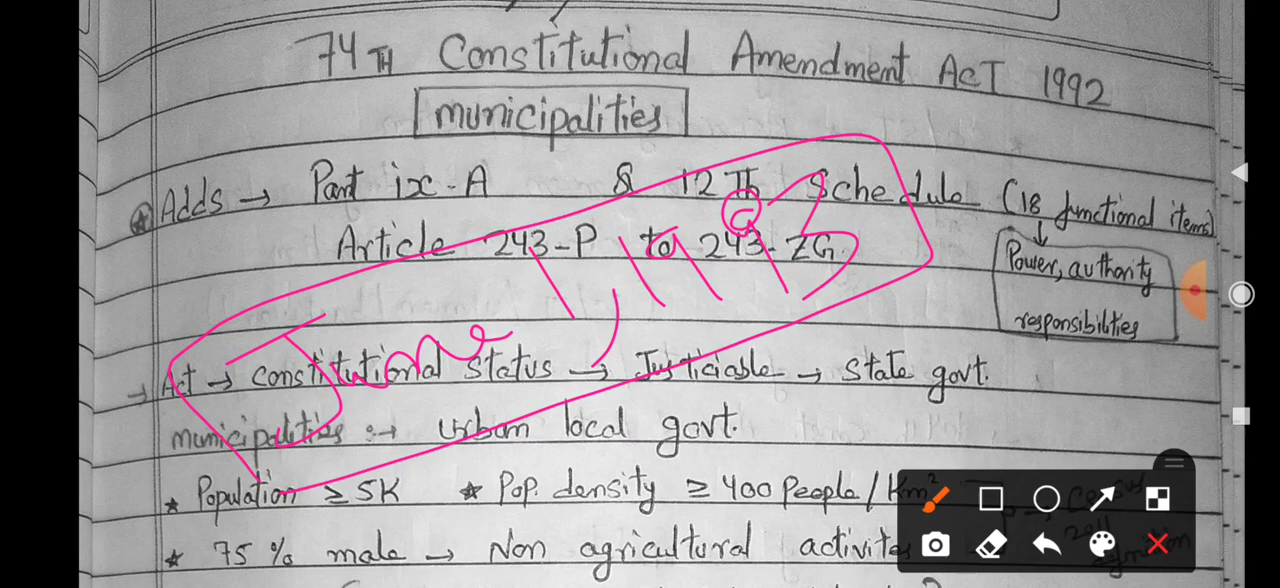 74TH Constitutional Amendment ACT 1992
municipalities
Adds → Part ix-A & 12Th Schedule (18 functional items)
Article 243-P to 243-ZG.
Power, authority
responsibilities
June 1, 1993
→ Act → constitutional status → Justiciable → State govt.
municipalities :→ urban local govt.
* Population ≥ 5K * Pop. density ≥ 400 People / Km²
* 75 % male → Non agricultural activites